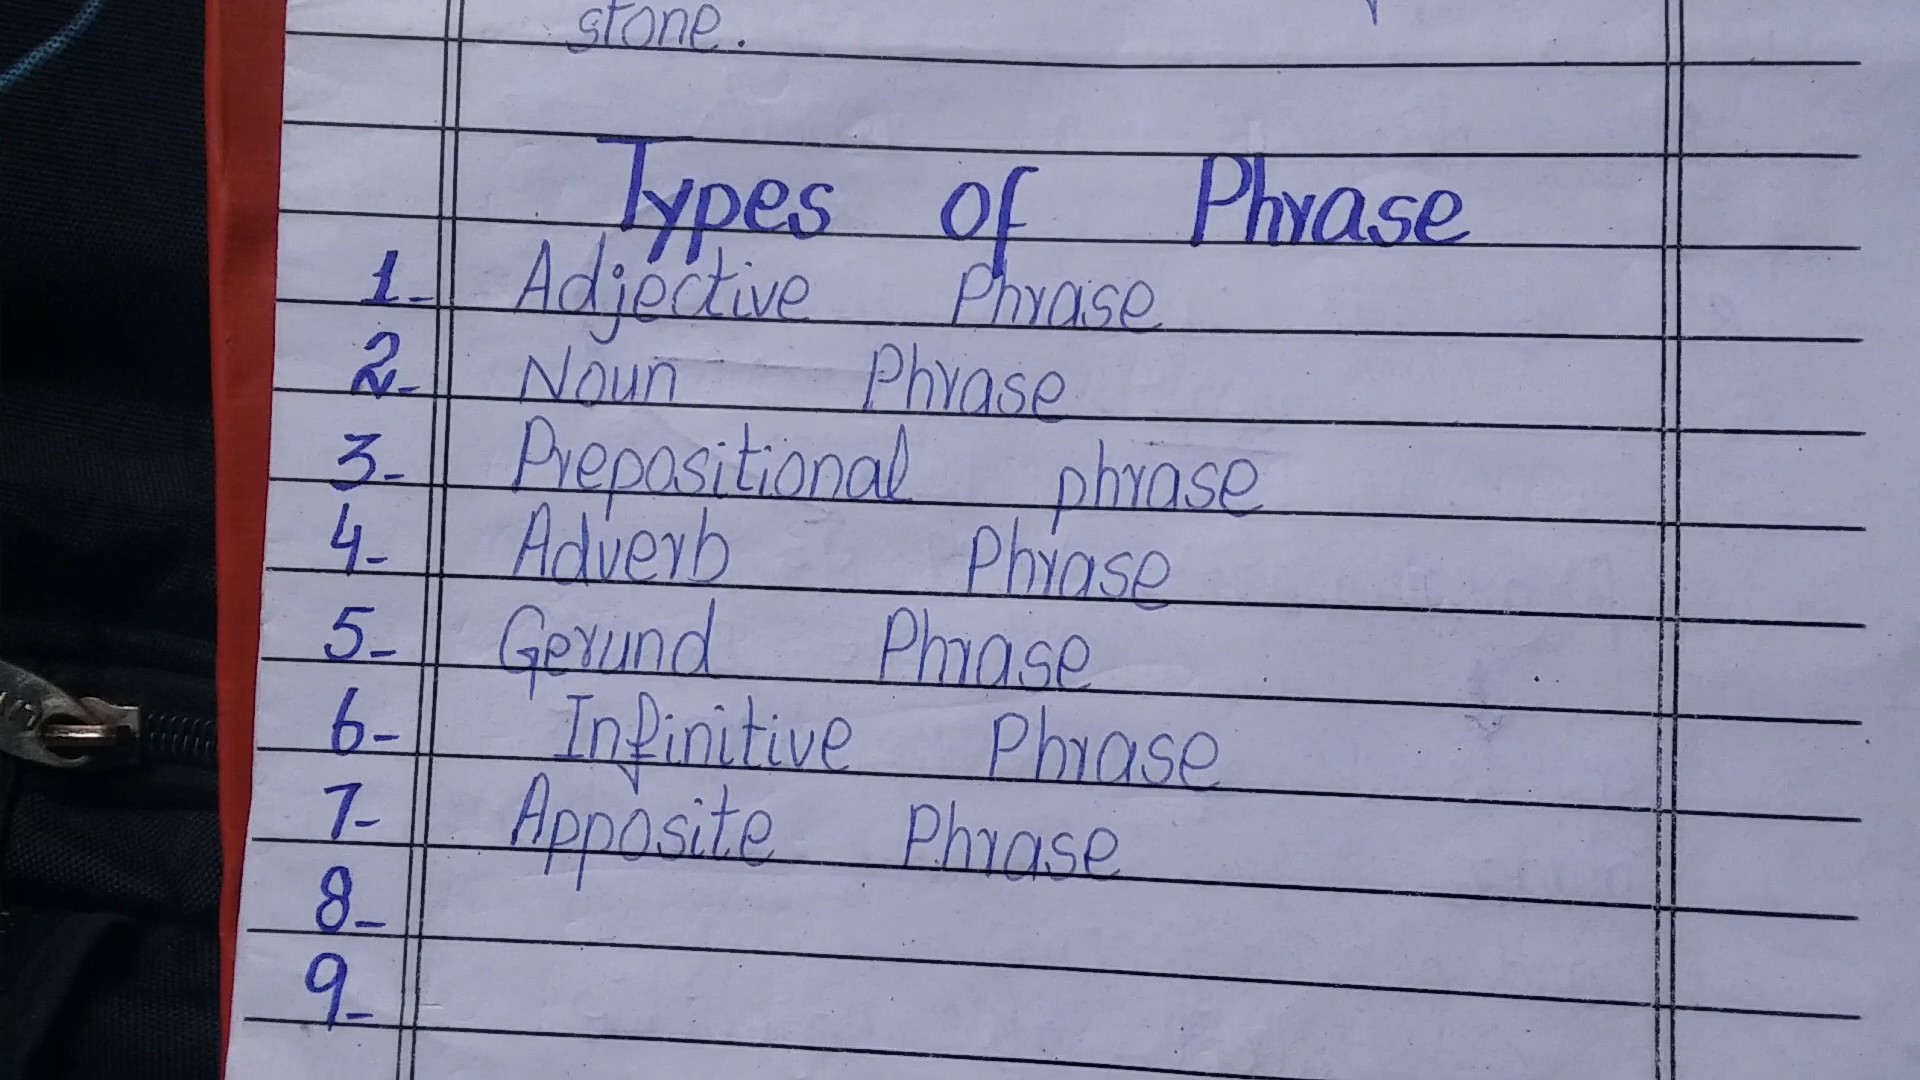 stone.
Types of Phrase
1- Adjective Phrase
2- Noun Phrase
3- Prepositional phrase
4- Adverb Phrase
5- Gerund Phrase
6- Infinitive Phrase
7- Apposite Phrase
8-
9-